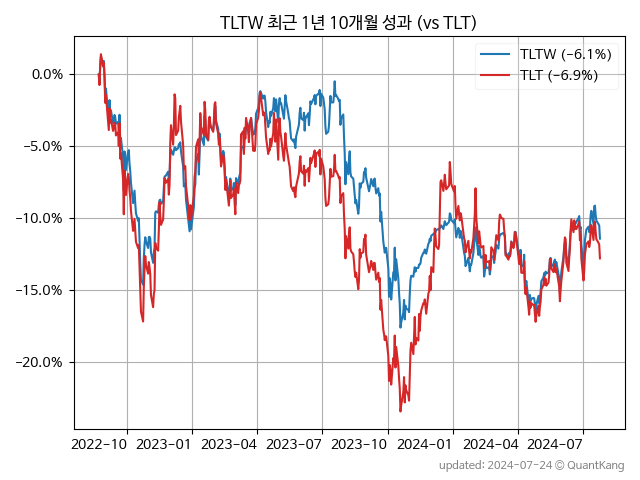 TLTW 최근 1년 10개월 성과 (vs TLT)
TLTW (−6.1%)
TLT (−6.9%)
0.0%
−5.0%
−10.0%
−15.0%
−20.0%
2022−10 2023−01 2023−04 2023−07 2023−10 2024−01 2024−04 2024−07
updated: 2024-07-24 © QuantKang